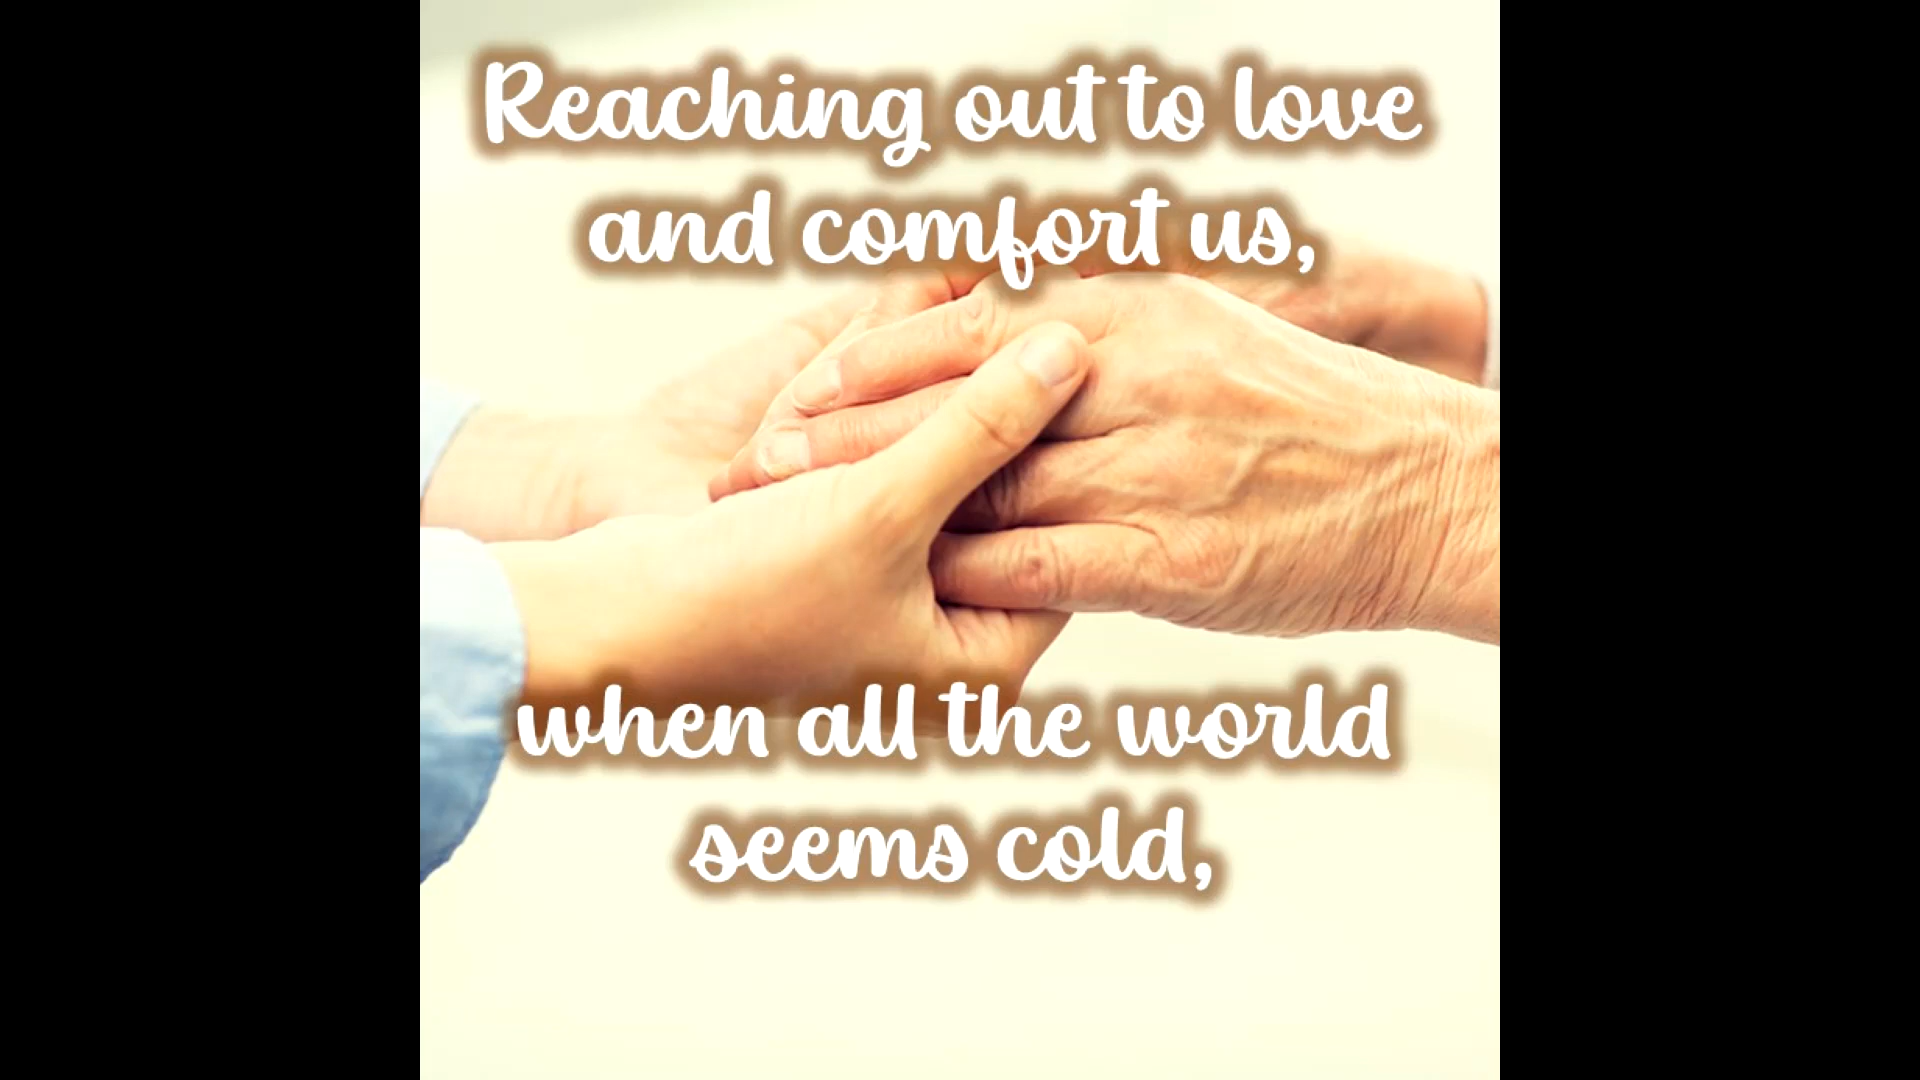 Reaching out to love
and comfort us,
when all the world
seems cold,